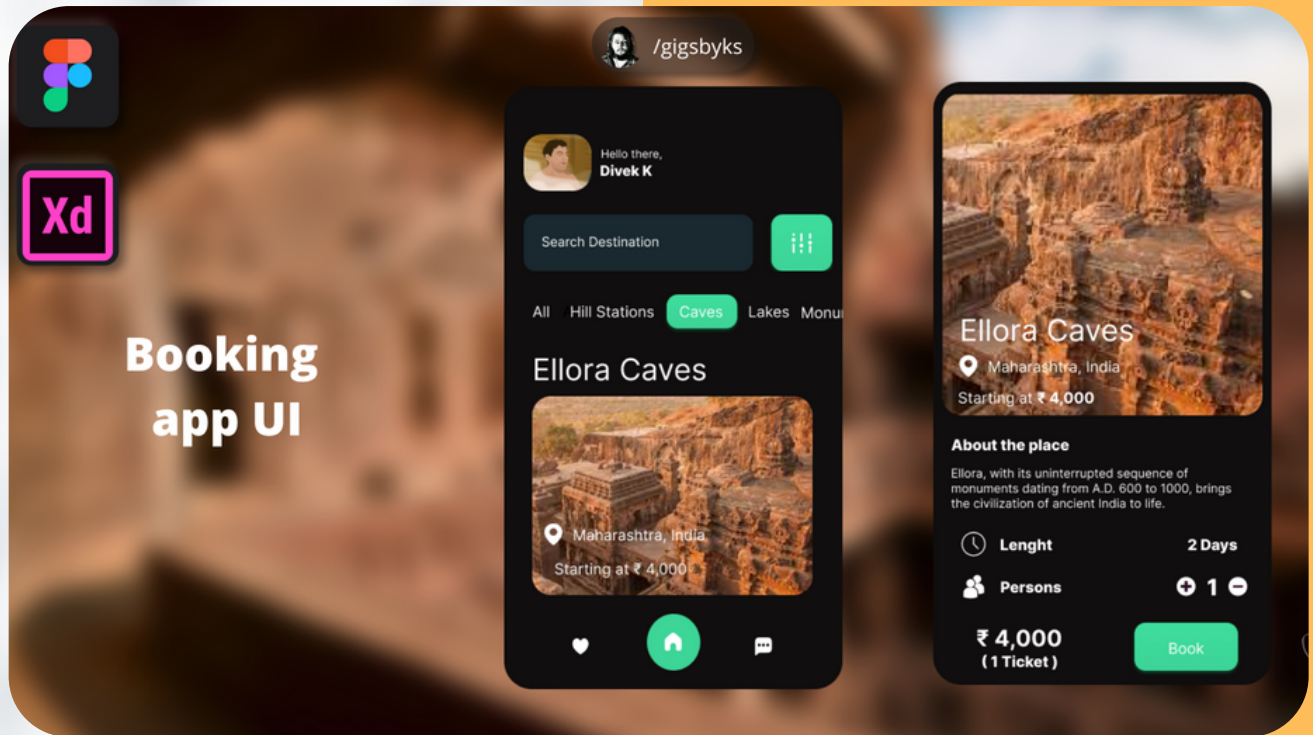 /gigsbyks
Xd
Booking
app UI
Hello there,
Divek K
Search Destination
All Hill Stations Caves Lakes Monu
Ellora Caves
Maharashtra, India
Starting at ₹ 4,000
Ellora Caves
Maharashtra, India
Starting at ₹ 4,000
About the place
Ellora, with its uninterrupted sequence of
monuments dating from A.D. 600 to 1000, brings
the civilization of ancient India to life.
Lenght 2 Days
Persons 1
₹ 4,000
( 1 Ticket )
Book